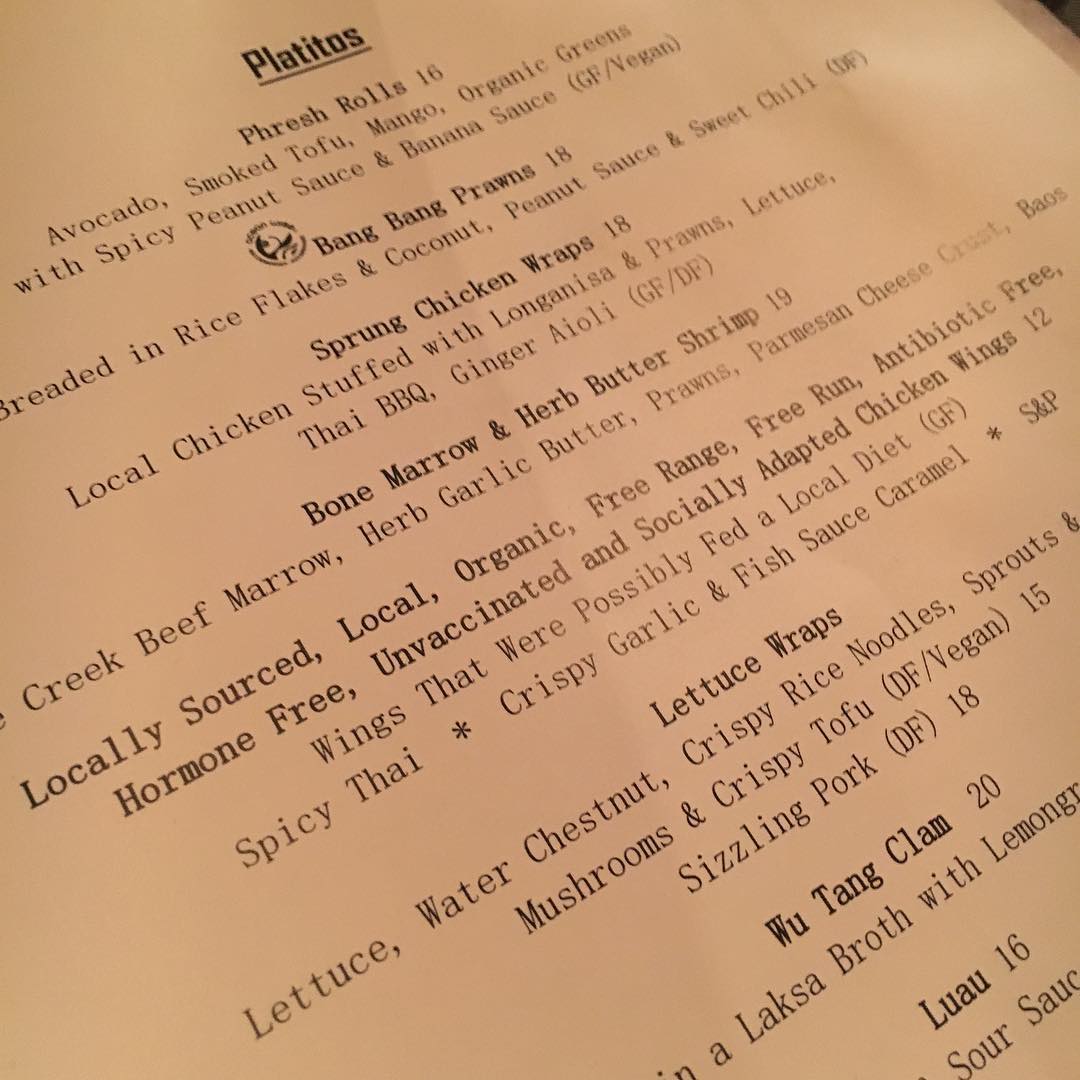 Platitos
Phresh Rolls 16
Avocado, Smoked Tofu, Mango, Organic Greens
with Spicy Peanut Sauce & Banana Sauce (GF/Vegan)
Bang Bang Prawns 18
Breaded in Rice Flakes & Coconut, Peanut Sauce & Sweet Chili (DF)
Sprung Chicken Wraps 18
Local Chicken Stuffed with Longanisa & Prawns, Lettuce,
Thai BBQ, Ginger Aioli (GF/DF)
Bone Marrow & Herb Butter Shrimp 19
Creek Beef Marrow, Herb Garlic Butter, Prawns, Parmesan Cheese Crust, Baos
Locally Sourced, Local, Organic, Free Range, Free Run, Antibiotic Free,
Hormone Free, Unvaccinated and Socially Adapted Chicken Wings 12
Wings That Were Possibly Fed a Local Diet (GF)
Spicy Thai * Crispy Garlic & Fish Sauce Caramel * S&P
Lettuce Wraps
Lettuce, Water Chestnut, Crispy Rice Noodles, Sprouts &
Mushrooms & Crispy Tofu (DF/Vegan) 15
Sizzling Pork (DF) 18
Wu Tang Clam 20
in a Laksa Broth with Lemongr
Luau 16
Sour Sauc